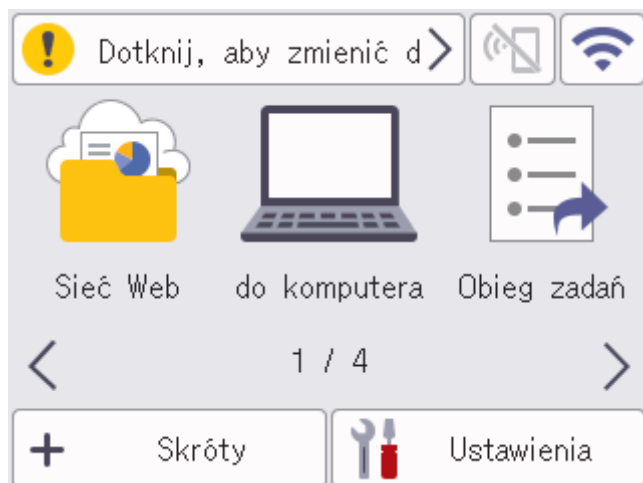 Dotknij, aby zmienić d
Sieć Web
do komputera
Obieg zadań
1 / 4
Skróty
Ustawienia